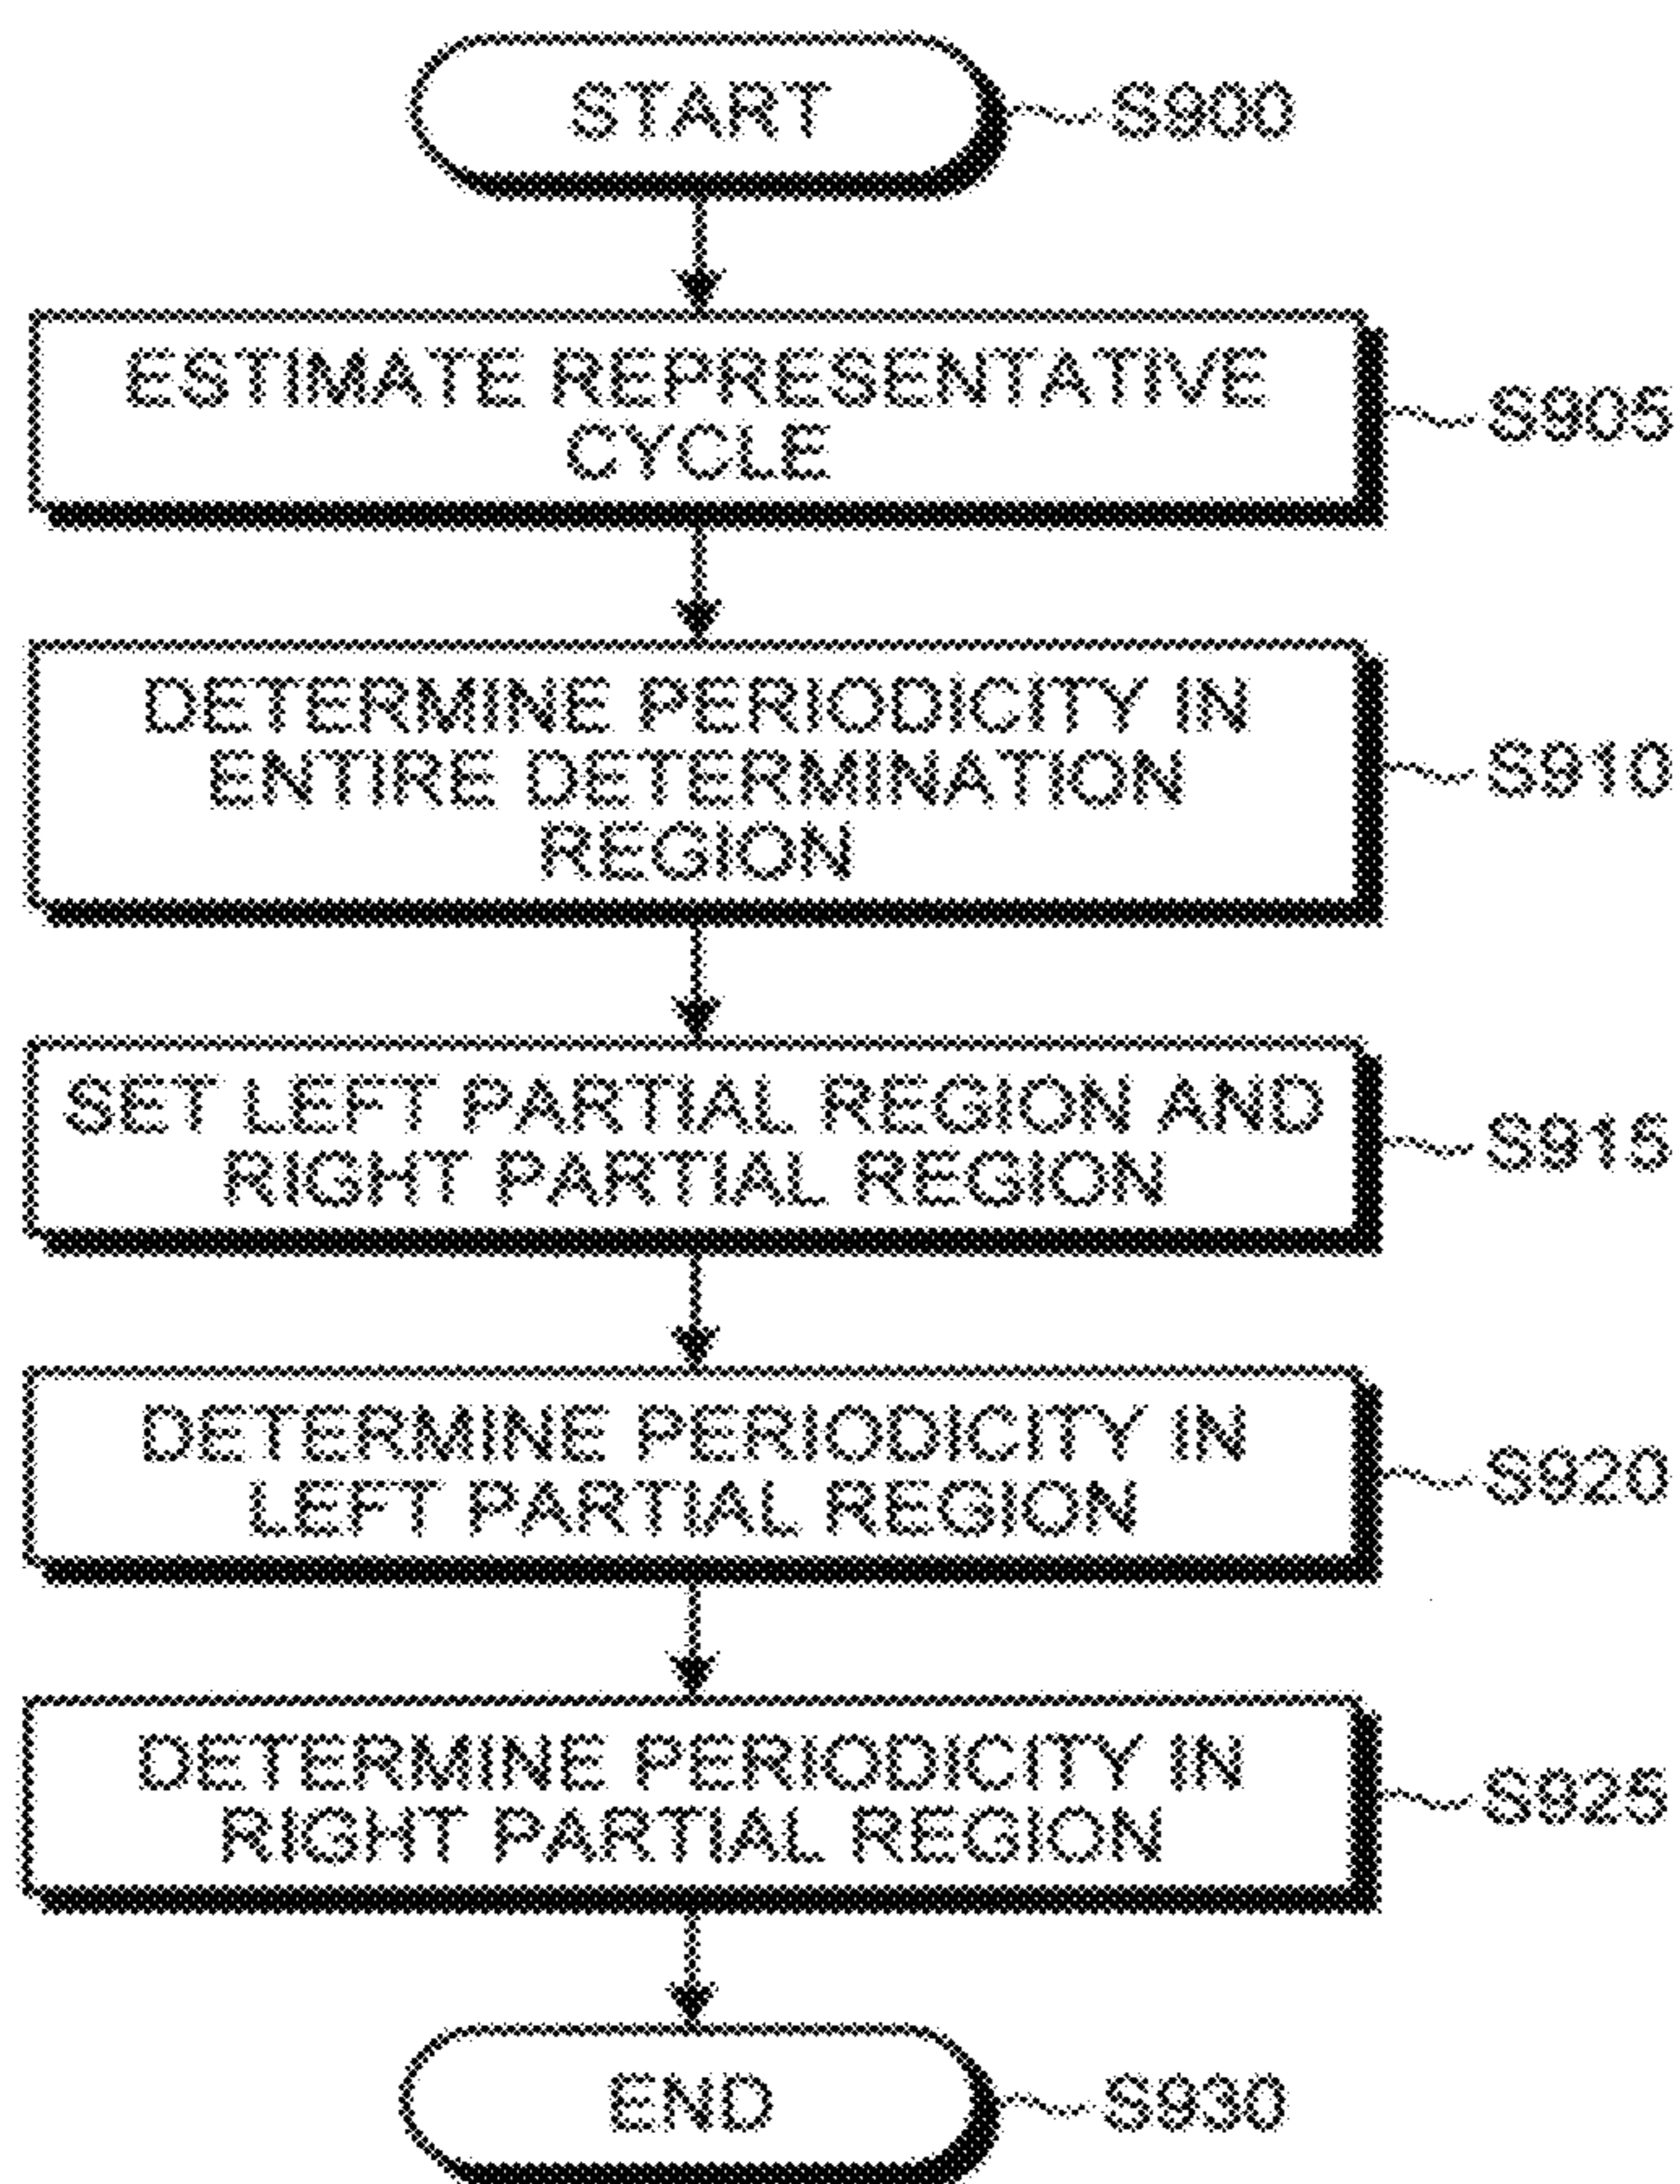 START
S900
ESTIMATE REPRESENTATIVE
CYCLE
S905
DETERMINE PERIODICITY IN
ENTIRE DETERMINATION
REGION
S910
SET LEFT PARTIAL REGION AND
RIGHT PARTIAL REGION
S915
DETERMINE PERIODICITY IN
LEFT PARTIAL REGION
S920
DETERMINE PERIODICITY IN
RIGHT PARTIAL REGION
S925
END
S930